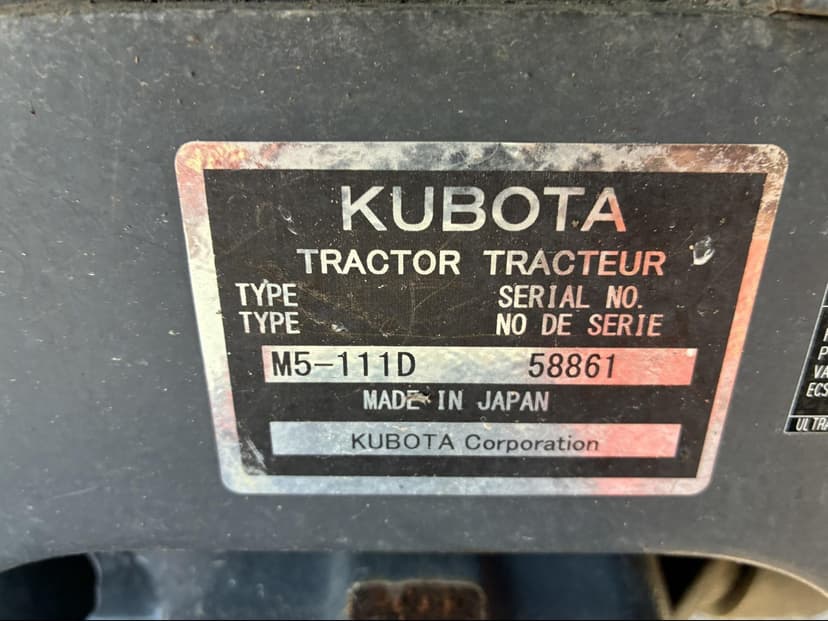 KUBOTA
TRACTOR TRACTEUR
TYPE SERIAL NO.
TYPE NO DE SERIE
M5-111D 58861
MADE IN JAPAN
KUBOTA Corporation